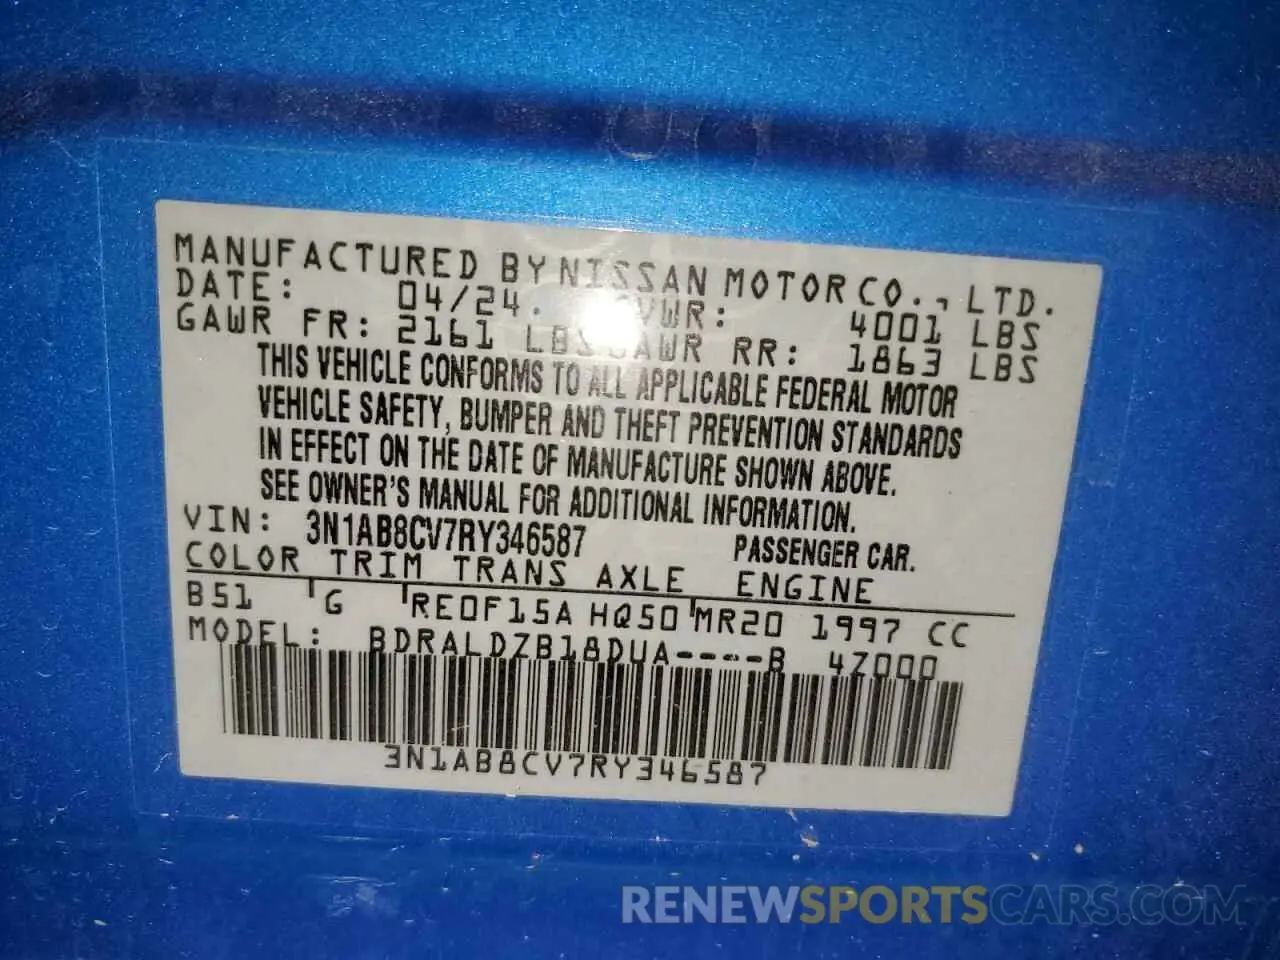 MANUFACTURED BY NISSAN MOTOR CO., LTD.
DATE: 04/24. GVWR: 4001 LBS
GAWR FR: 2161 LBS GAWR RR: 1863 LBS
THIS VEHICLE CONFORMS TO ALL APPLICABLE FEDERAL MOTOR
VEHICLE SAFETY, BUMPER AND THEFT PREVENTION STANDARDS
IN EFFECT ON THE DATE OF MANUFACTURE SHOWN ABOVE.
SEE OWNER'S MANUAL FOR ADDITIONAL INFORMATION.
VIN: 3N1AB8CV7RY346587 PASSENGER CAR.
COLOR TRIM TRANS AXLE ENGINE
B51 G RE0F15A HQ50 MR20 1997 CC
MODEL: BDRALDZB18DUA----B 4Z000
3N1AB8CV7RY346587
RENEWSPORTSCARS.COM